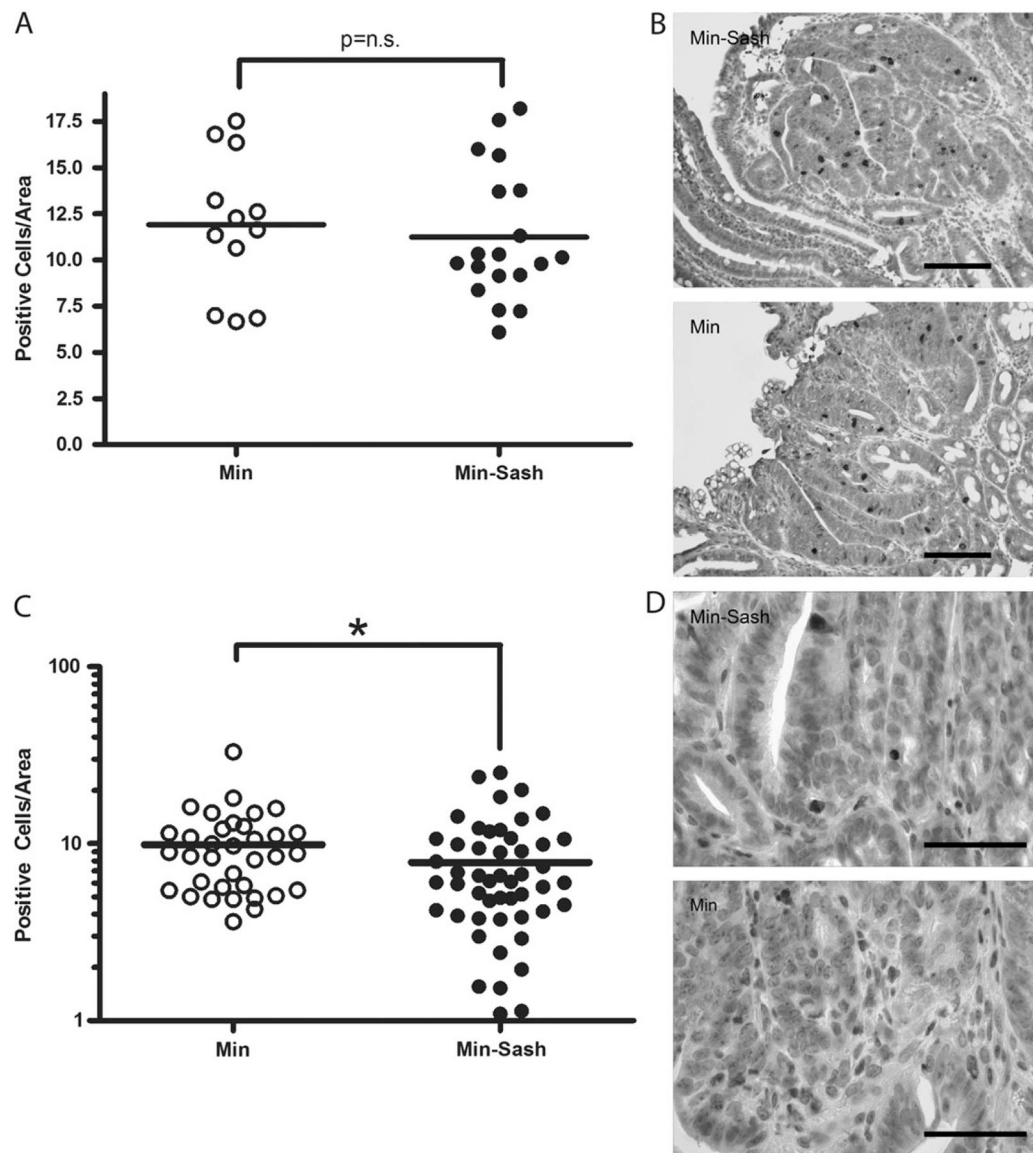 A
p=n.s.
Positive Cells/Area
17.5
15.0
12.5
10.0
7.5
5.0
2.5
0.0
Min
Min-Sash
B
Min-Sash
Min
C
*
Positive Cells/Area
100
10
1
Min
Min-Sash
D
Min-Sash
Min